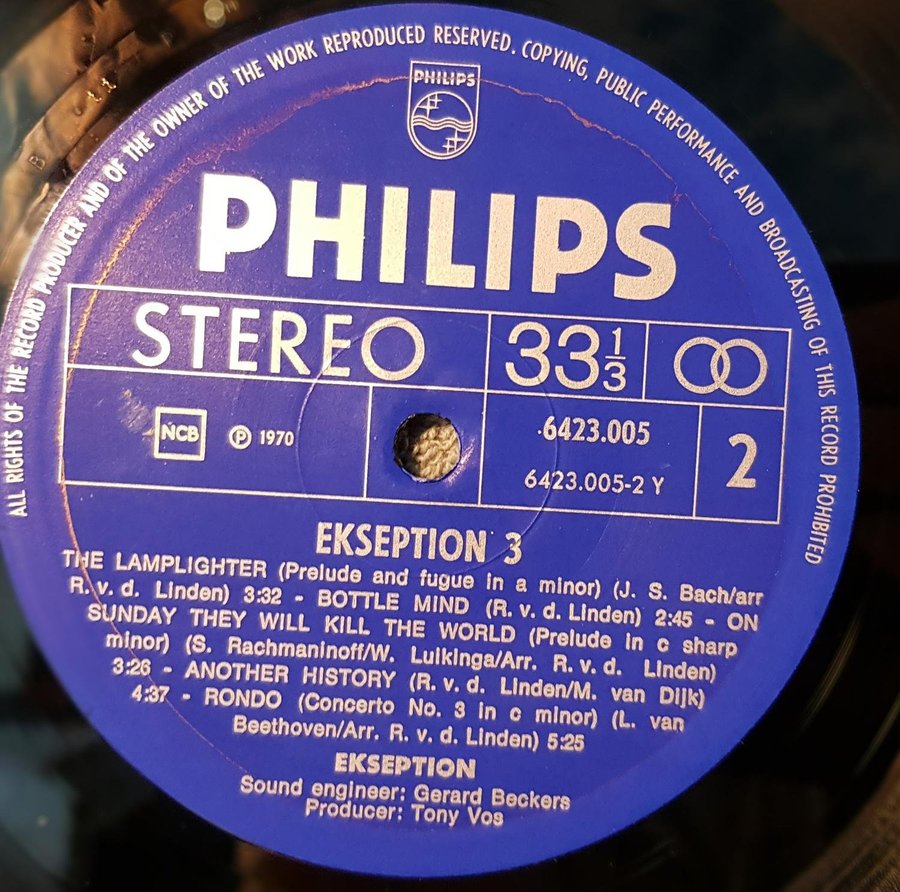 ALL RIGHTS OF THE RECORD PRODUCER AND OF THE OWNER OF THE WORK REPRODUCED RESERVED. COPYING, PUBLIC PERFORMANCE AND BROADCASTING OF THIS RECORD PROHIBITED
PHILIPS
PHILIPS
STEREO 33 1/3
NCB Ⓟ 1970 6423.005 2
6423.005-2 Y
EKSEPTION 3
THE LAMPLIGHTER (Prelude and fugue in a minor) (J. S. Bach/arr
R. v. d. Linden) 3:32 - BOTTLE MIND (R. v. d. Linden) 2:45 - ON
SUNDAY THEY WILL KILL THE WORLD (Prelude in c sharp
minor) (S. Rachmaninoff/W. Luikinga/Arr. R. v. d. Linden)
3:26 - ANOTHER HISTORY (R. v. d. Linden/M. van Dijk)
4:37 - RONDO (Concerto No. 3 in c minor) (L. van
Beethoven/Arr. R. v. d. Linden) 5:25
EKSEPTION
Sound engineer: Gerard Beckers
Producer: Tony Vos